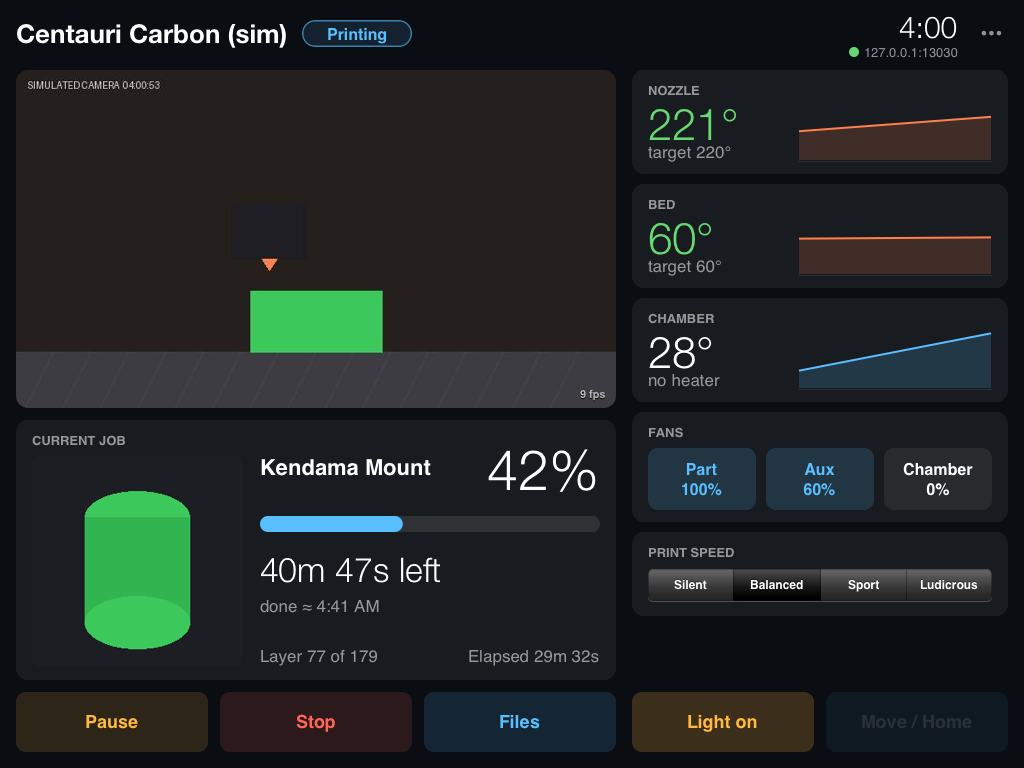 Centauri Carbon (sim)
Printing
4:00
127.0.0.1:13030
SIMULATEDCAMERA 04:00:53
9 fps
NOZZLE
221°
target 220°
BED
60°
target 60°
CHAMBER
28°
no heater
FANS
Part
100%
Aux
60%
Chamber
0%
PRINT SPEED
Silent
Balanced
Sport
Ludicrous
CURRENT JOB
Kendama Mount
42%
40m 47s left
done ≈ 4:41 AM
Layer 77 of 179
Elapsed 29m 32s
Pause
Stop
Files
Light on
Move / Home